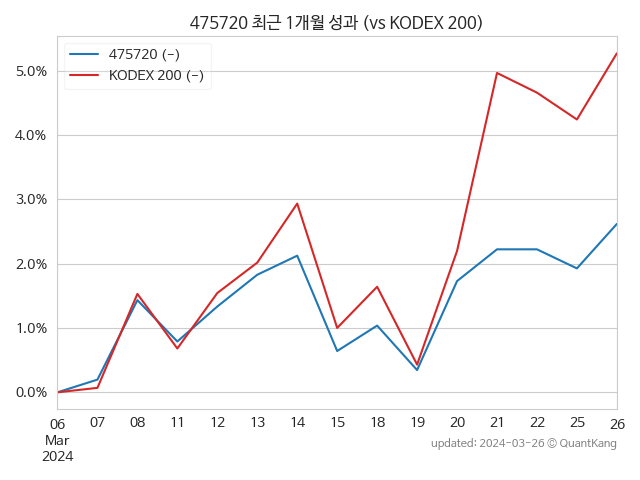 475720 최근 1개월 성과 (vs KODEX 200)
475720 (-)
KODEX 200 (-)
5.0%
4.0%
3.0%
2.0%
1.0%
0.0%
06 07 08 11 12 13 14 15 18 19 20 21 22 25 26
Mar
2024
updated: 2024-03-26 ⓒ QuantKang